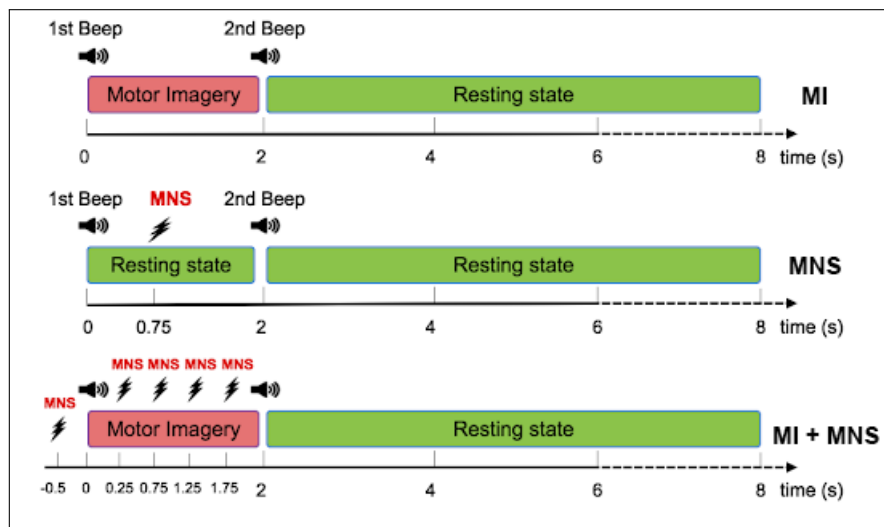 1st Beep 2nd Beep
Motor Imagery Resting state MI
0 2 4 6 8 time (s)
1st Beep MNS 2nd Beep
Resting state Resting state MNS
0 0.75 2 4 6 8 time (s)
MNS MNS MNS MNS
MNS
Motor Imagery Resting state MI + MNS
-0.5 0 0.25 0.75 1.25 1.75 2 4 6 8 time (s)